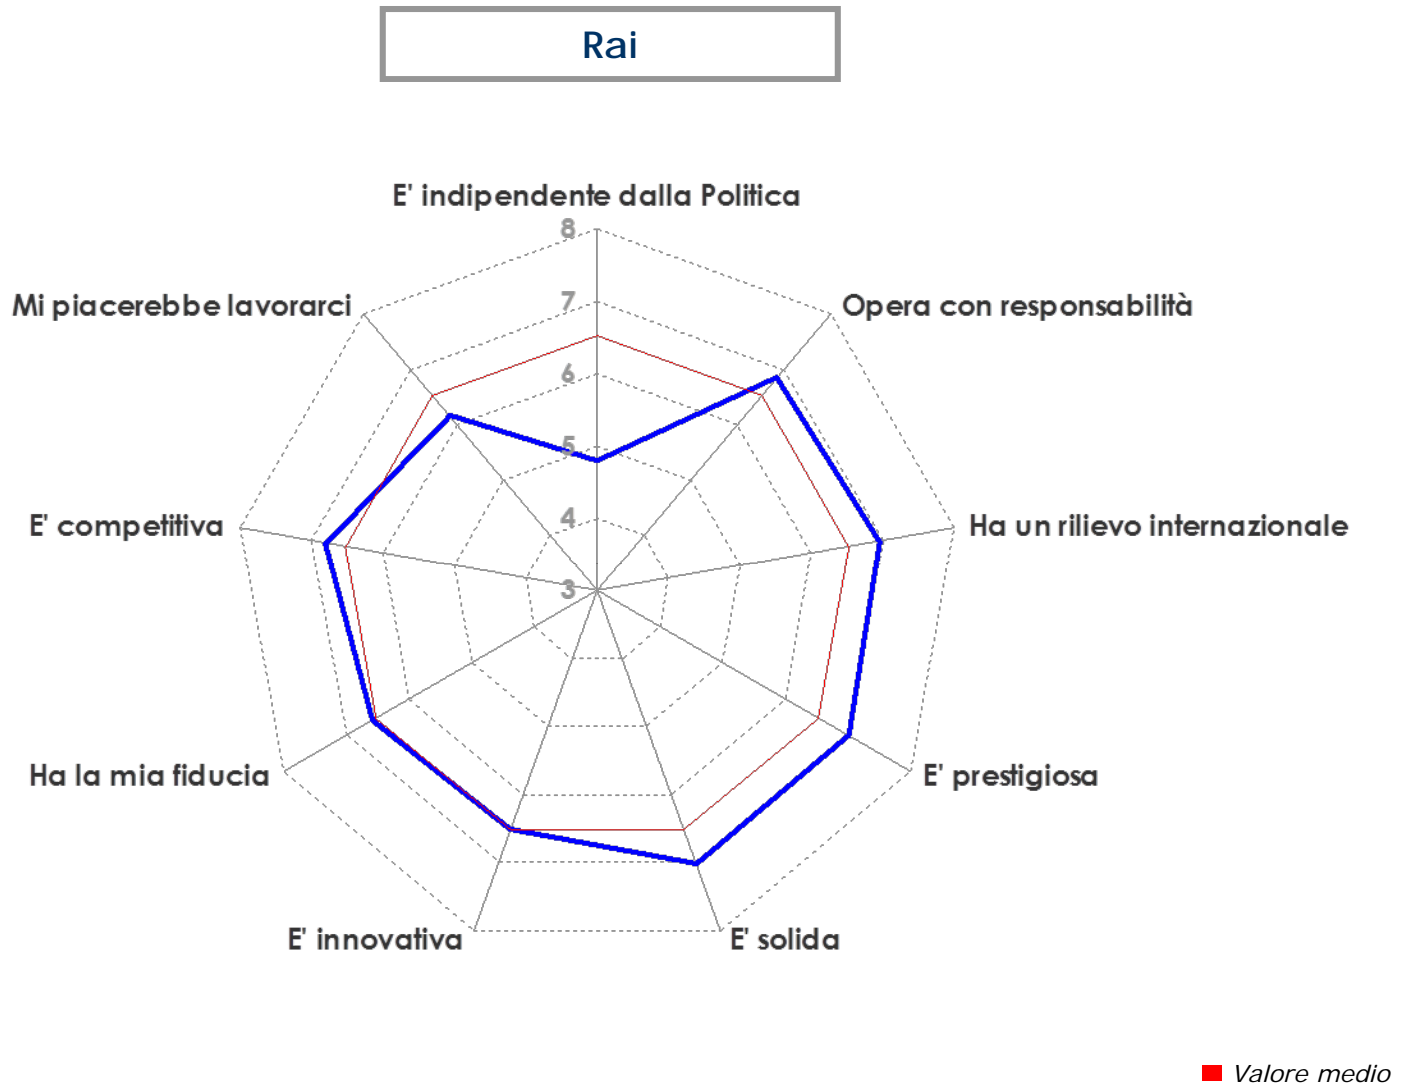 Rai
E' indipendente dalla Politica
8
Mi piacerebbe lavorarci
Opera con responsabilità
7
6
5
E' competitiva
Ha un rilievo internazionale
4
3
Ha la mia fiducia
E' prestigiosa
E' innovativa
E' solida
Valore medio